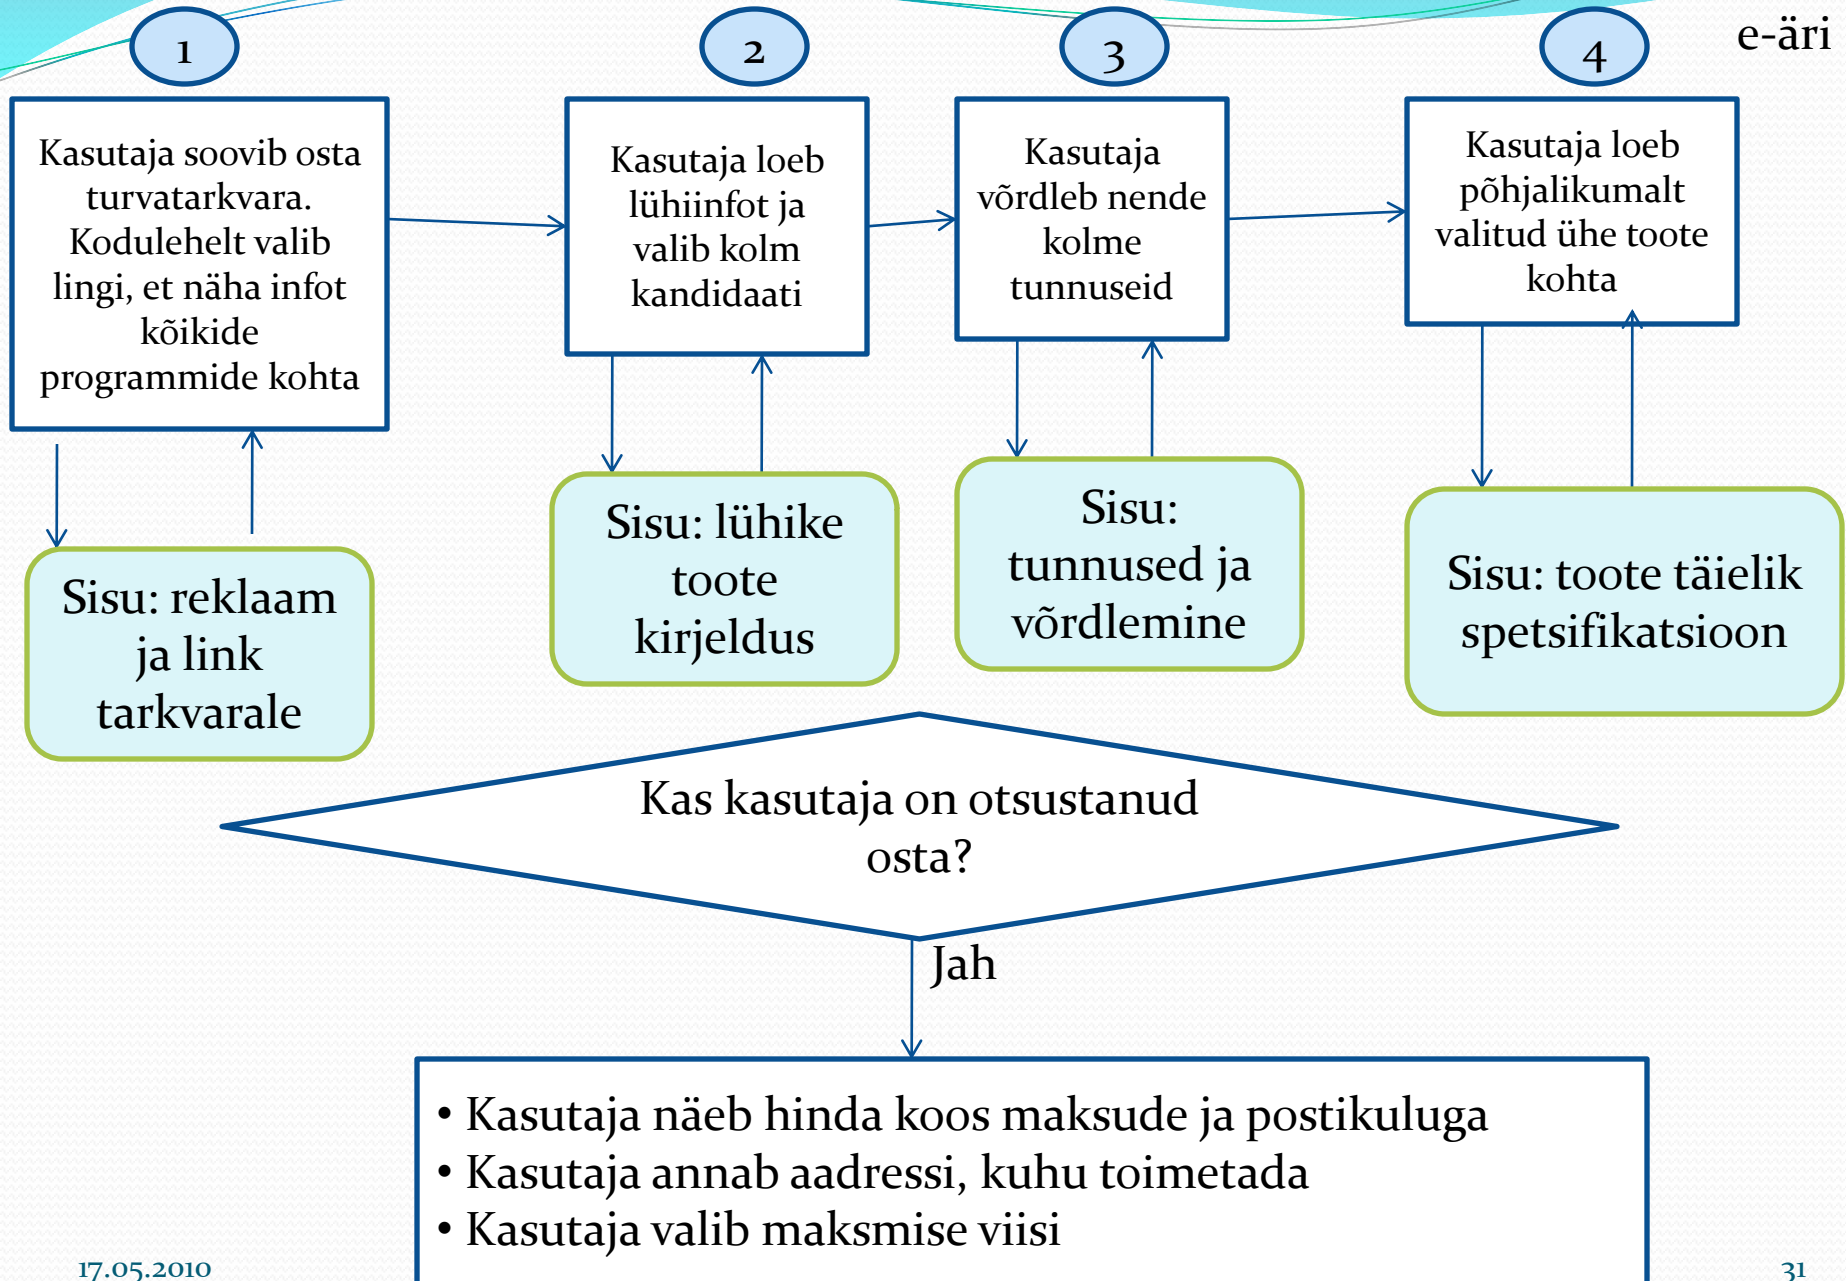 e-äri
1
2
3
4
Kasutaja soovib osta
turvatarkvara.
Kodulehelt valib
lingi, et näha infot
kõikide
programmide kohta
Kasutaja loeb
lühiinfot ja
valib kolm
kandidaati
Kasutaja
võrdleb nende
kolme
tunnuseid
Kasutaja loeb
põhjalikumalt
valitud ühe toote
kohta
Sisu: reklaam
ja link
tarkvarale
Sisu: lühike
toote
kirjeldus
Sisu:
tunnused ja
võrdlemine
Sisu: toote täielik
spetsifikatsioon
Kas kasutaja on otsustanud
osta?
Jah
• Kasutaja näeb hinda koos maksude ja postikuluga
• Kasutaja annab aadressi, kuhu toimetada
• Kasutaja valib maksmise viisi
17.05.2010
31